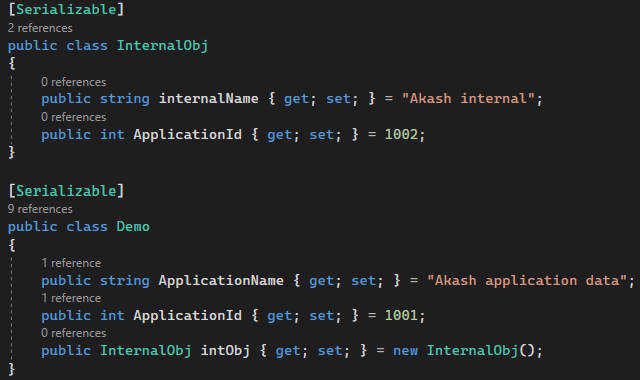 [Serializable]
2 references
public class InternalObj
{
0 references
public string internalName { get; set; } = "Akash internal";
0 references
public int ApplicationId { get; set; } = 1002;
}
[Serializable]
9 references
public class Demo
{
1 reference
public string ApplicationName { get; set; } = "Akash application data";
1 reference
public int ApplicationId { get; set; } = 1001;
0 references
public InternalObj intObj { get; set; } = new InternalObj();
}